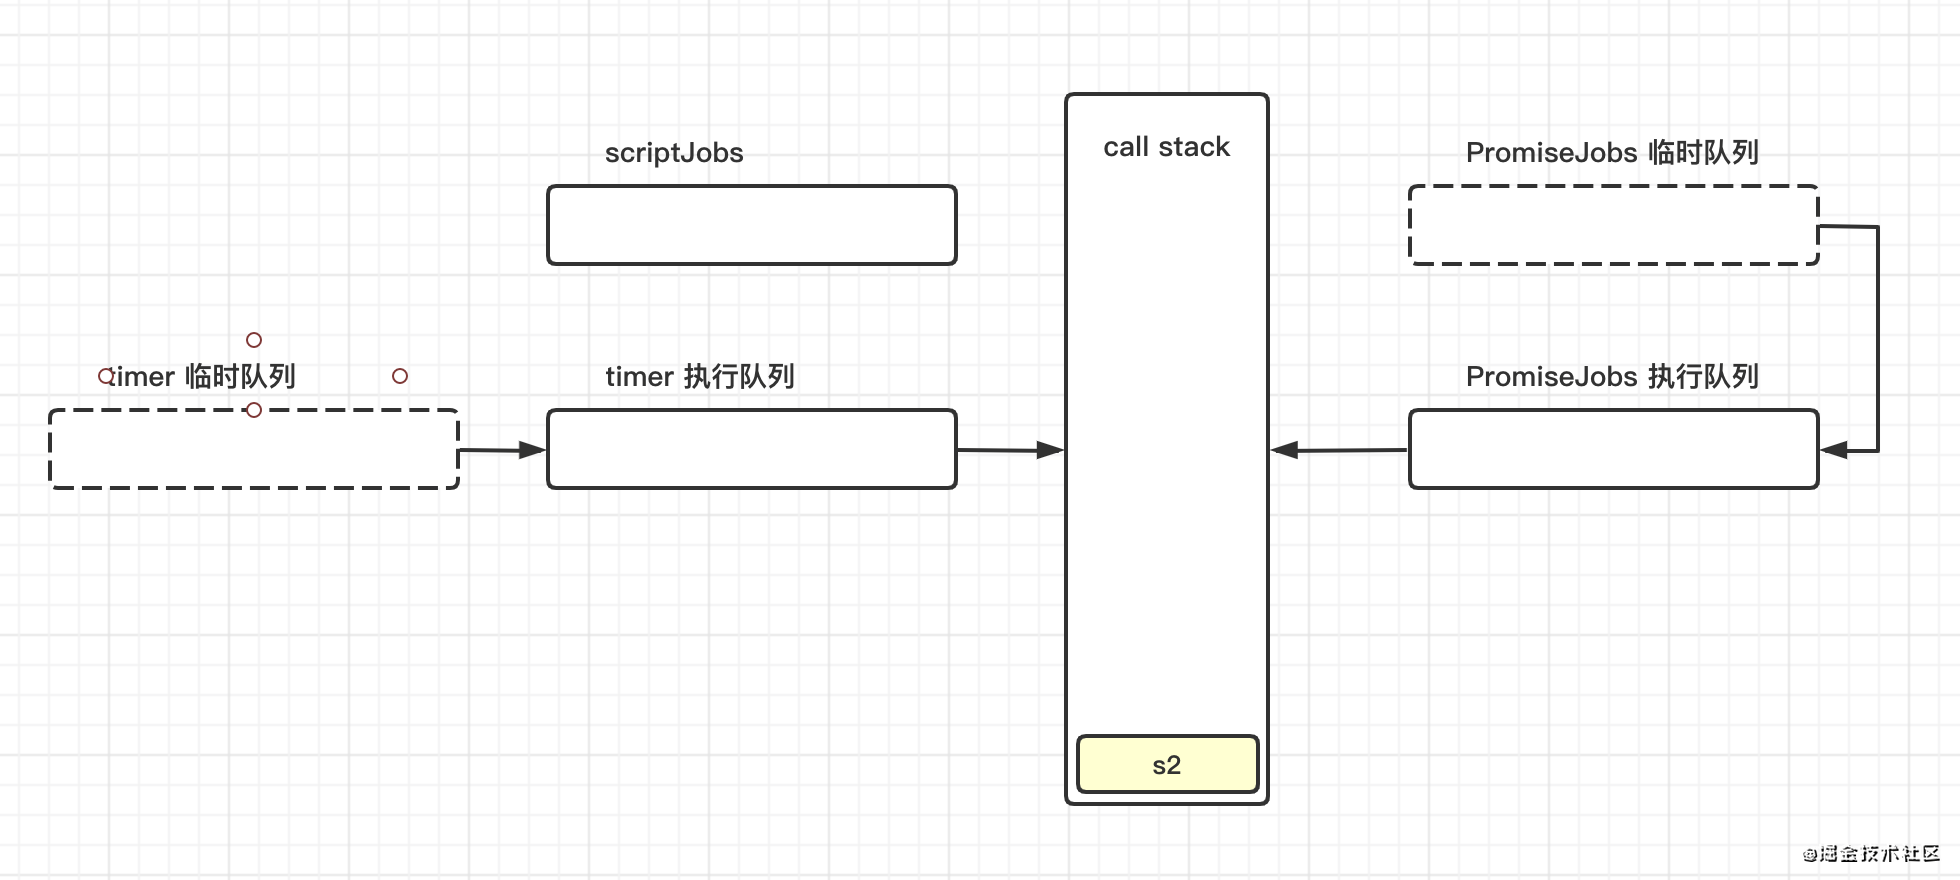 scriptJobs
call stack
PromiseJobs 临时队列
timer 临时队列
timer 执行队列
PromiseJobs 执行队列
s2
@掘金技术社区